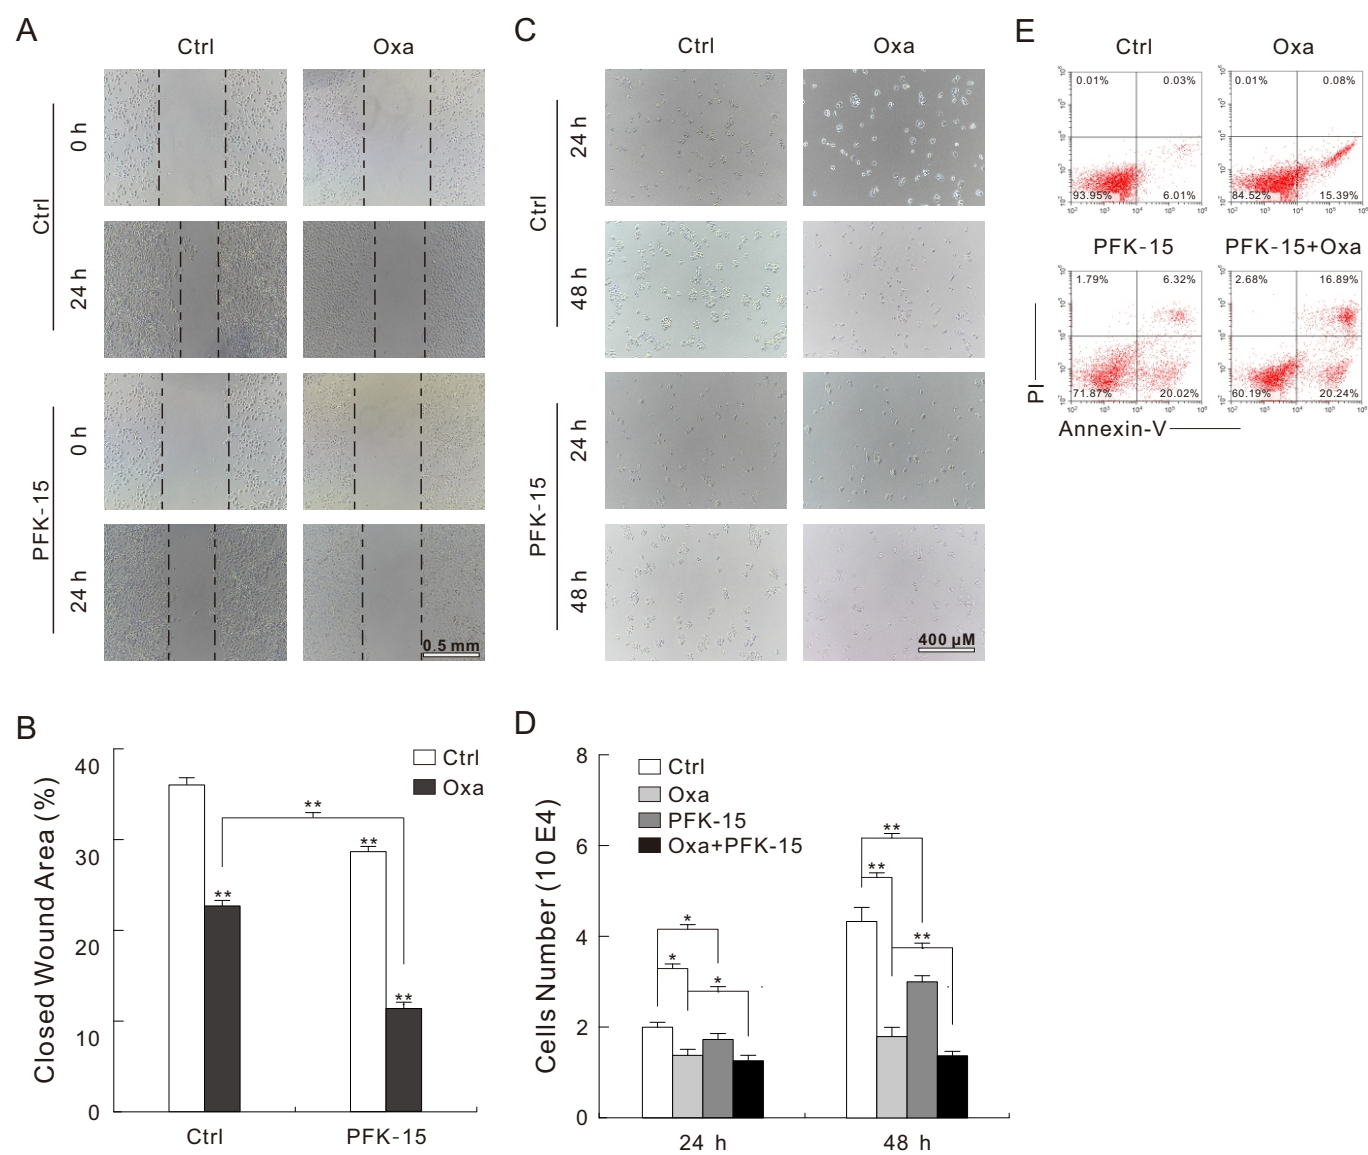 A
Ctrl
Oxa
Ctrl
0 h
24 h
PFK-15
0 h
24 h
0.5 mm
B
Closed Wound Area (%)
40
30
20
10
0
Ctrl
Oxa
**
**
**
**
Ctrl
PFK-15
C
Ctrl
Oxa
Ctrl
24 h
48 h
PFK-15
24 h
48 h
400 µM
D
Cells Number (10 E4)
8
6
4
2
0
Ctrl
Oxa
PFK-15
Oxa+PFK-15
*
*
*
**
**
**
24 h
48 h
E
Ctrl
Oxa
0.01%
0.03%
93.95%
6.01%
0.01%
0.08%
84.52%
15.39%
PFK-15
PFK-15+Oxa
1.79%
6.32%
71.87%
20.02%
2.68%
16.89%
60.19%
20.24%
PI
Annexin-V